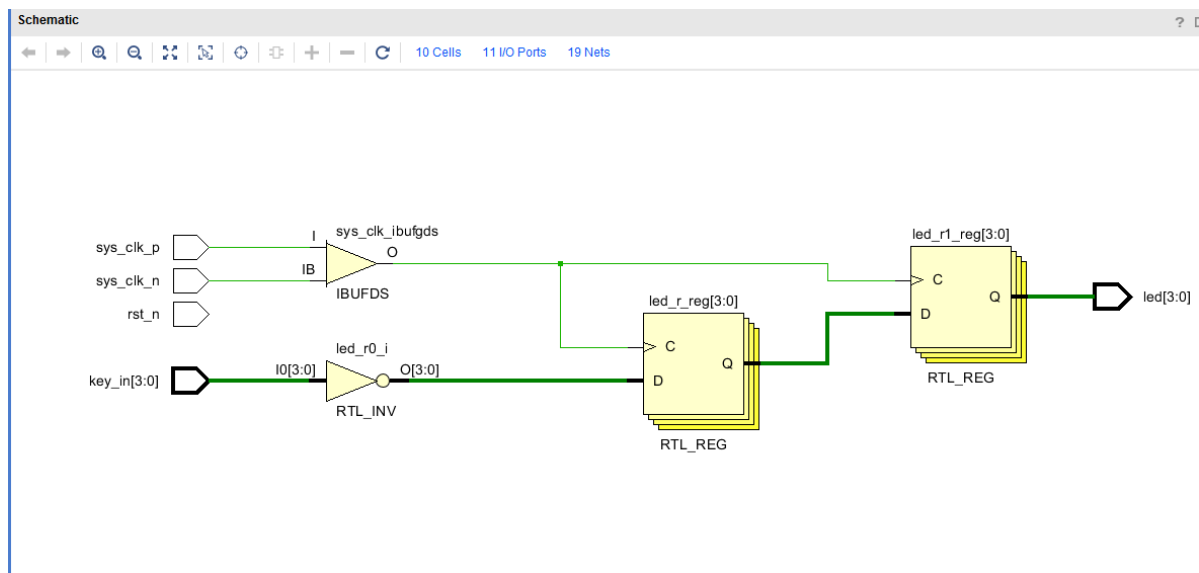 Schematic
?
10 Cells 11 I/O Ports 19 Nets
led_r1_reg[3:0]
sys_clk_ibufgds
sys_clk_p
I
O
C
Q
led[3:0]
sys_clk_n
IB
IBUFDS
led_r_reg[3:0]
D
rst_n
C
led_r0_i
Q
RTL_REG
key_in[3:0]
I0[3:0]
O[3:0]
D
RTL_INV
RTL_REG